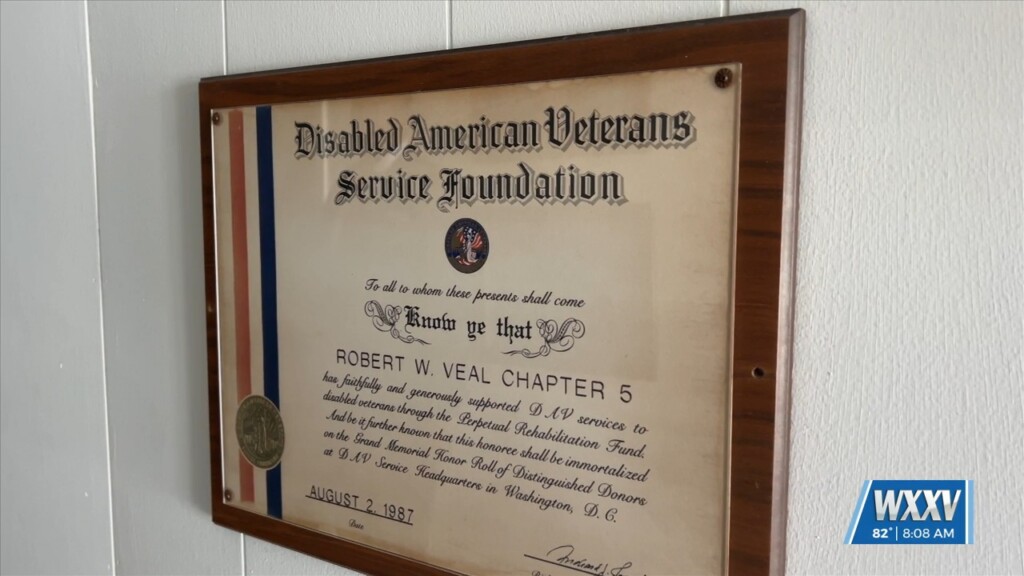 Disabled American Veterans
Service Foundation
To all to whom these presents shall come
Know ye that
ROBERT W. VEAL CHAPTER 5
has faithfully and generously supported DAV services to
disabled veterans through the Perpetual Rehabilitation Fund.
And be it further known that this honoree shall be immortalized
on the Grand Memorial Honor Roll of Distinguished Donors
at DAV Service Headquarters in Washington, D. C.
AUGUST 2, 1987
Date
WXXV
82° 8:08 AM